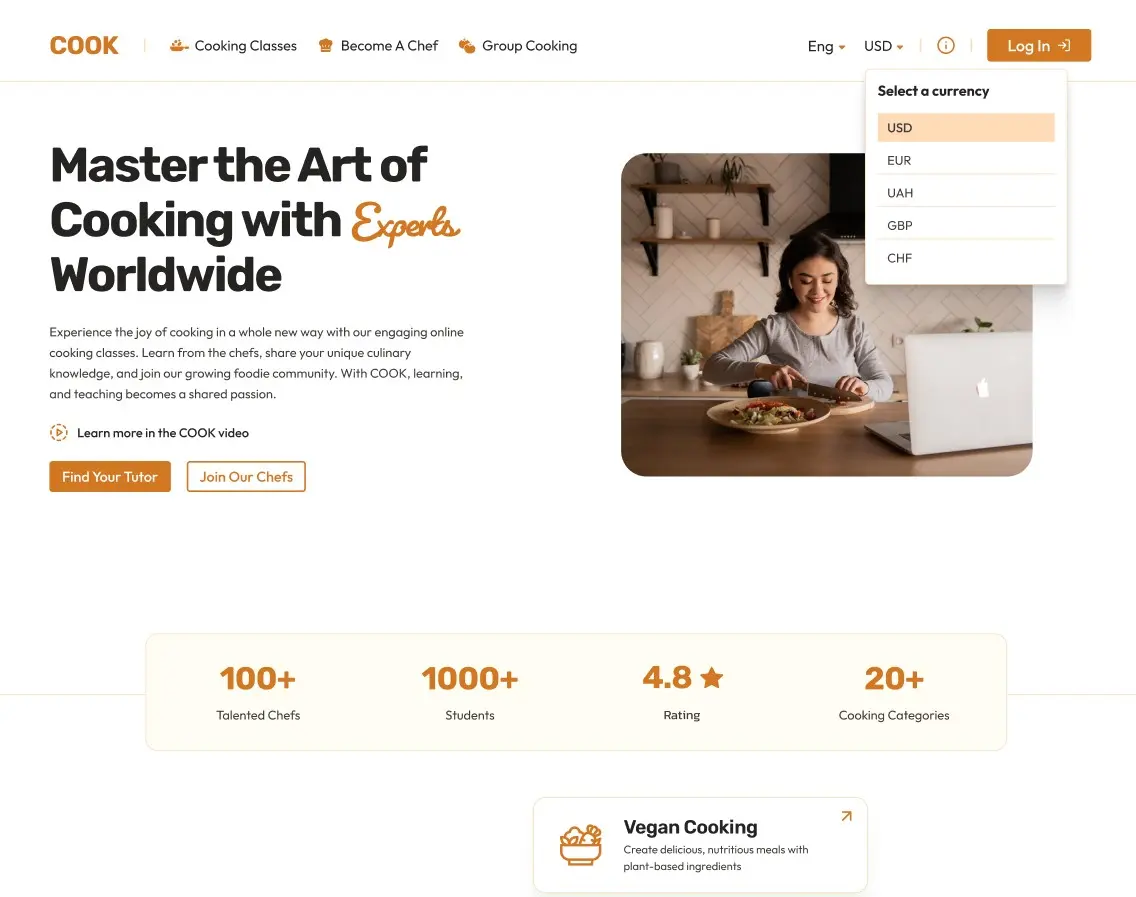 COOK
Cooking Classes
Become A Chef
Group Cooking
Eng
USD
Log In
Select a currency
USD
EUR
UAH
GBP
CHF
Master the Art of
Cooking with Experts
Worldwide
Experience the joy of cooking in a whole new way with our engaging online
cooking classes. Learn from the chefs, share your unique culinary
knowledge, and join our growing foodie community. With COOK, learning,
and teaching becomes a shared passion.
Learn more in the COOK video
Find Your Tutor
Join Our Chefs
100+
Talented Chefs
1000+
Students
4.8
Rating
20+
Cooking Categories
Vegan Cooking
Create delicious, nutritious meals with
plant-based ingredients